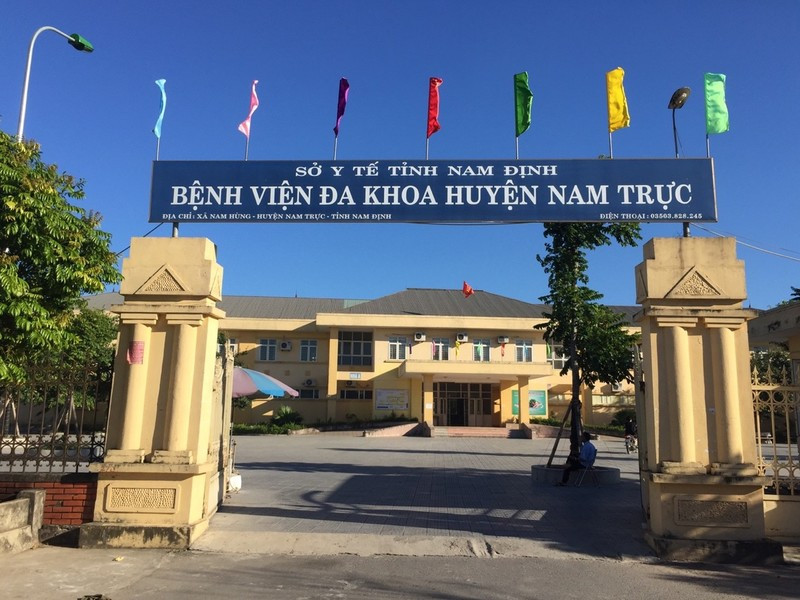 SỞ Y TẾ TỈNH NAM ĐỊNH
BỆNH VIỆN ĐA KHOA HUYỆN NAM TRỰC
ĐỊA CHỈ : XÃ NAM HÙNG - HUYỆN NAM TRỰC - TỈNH NAM ĐỊNH
ĐIỆN THOẠI : 03503.828.245